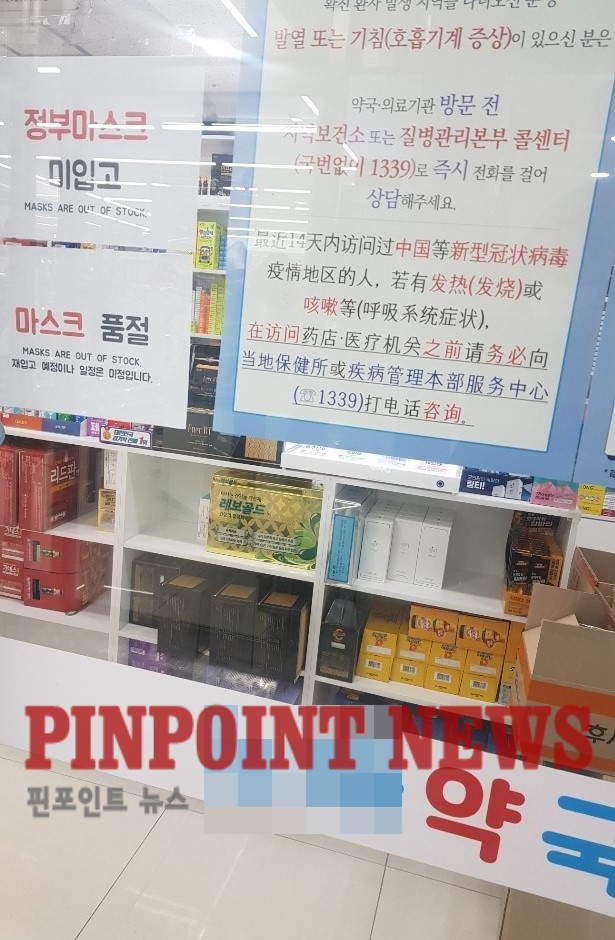 정부마스크
미입고
MASKS ARE OUT OF STOCK.
마스크 품절
MASKS ARE OUT OF STOCK.
재입고 예정이나 일정은 미정입니다.
발열 또는 기침(호흡기계 증상)이 있으신 분은
약국·의료기관 방문 전
지역보건소 또는 질병관리본부 콜센터
(국번없이 1339)로 즉시 전화를 걸어
상담해주세요.
最近14天内访问过中国等新型冠状病毒
疫情地区的人，若有发热(发烧)或
咳嗽等(呼吸系统症状),
在访问药店·医疗机关之前请务必向
当地保健所或疾病管理本部服务中心
(☏1339)打电话咨询。
리드판
레보골드
링티!
PINPOINT NEWS
핀포인트 뉴스
약국